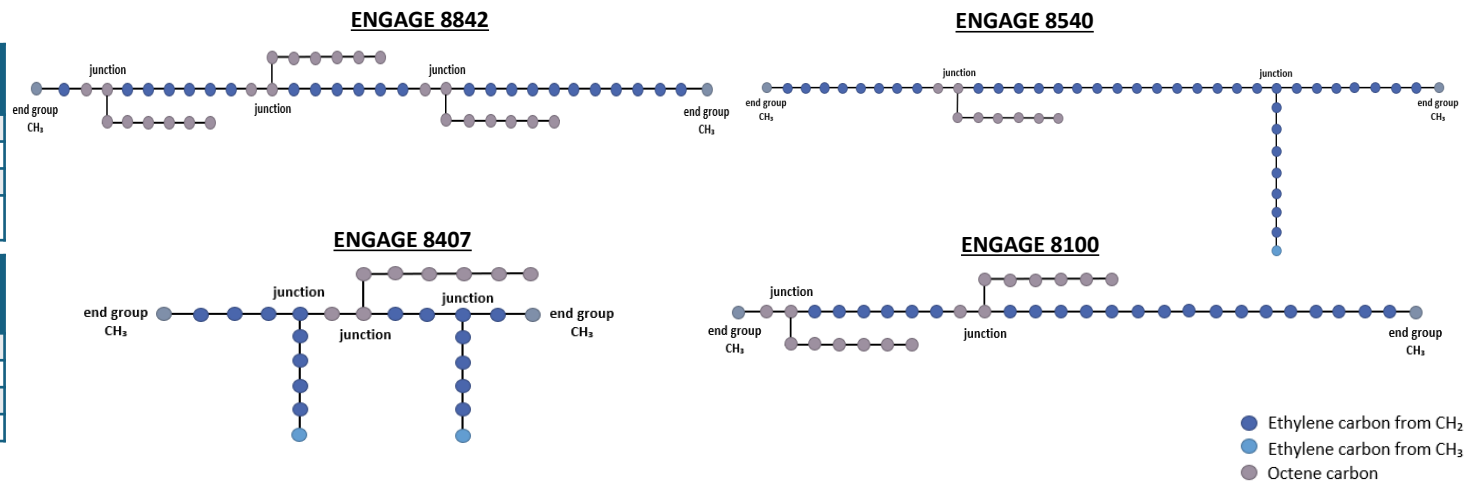 ENGAGE 8842
junction
junction
junction
end group
CH₃
end group
CH₃
ENGAGE 8540
junction
junction
end group
CH₃
end group
CH₃
ENGAGE 8407
junction
junction
junction
end group
CH₃
end group
CH₃
ENGAGE 8100
junction
junction
end group
CH₃
end group
CH₃
Ethylene carbon from CH₂
Ethylene carbon from CH₃
Octene carbon